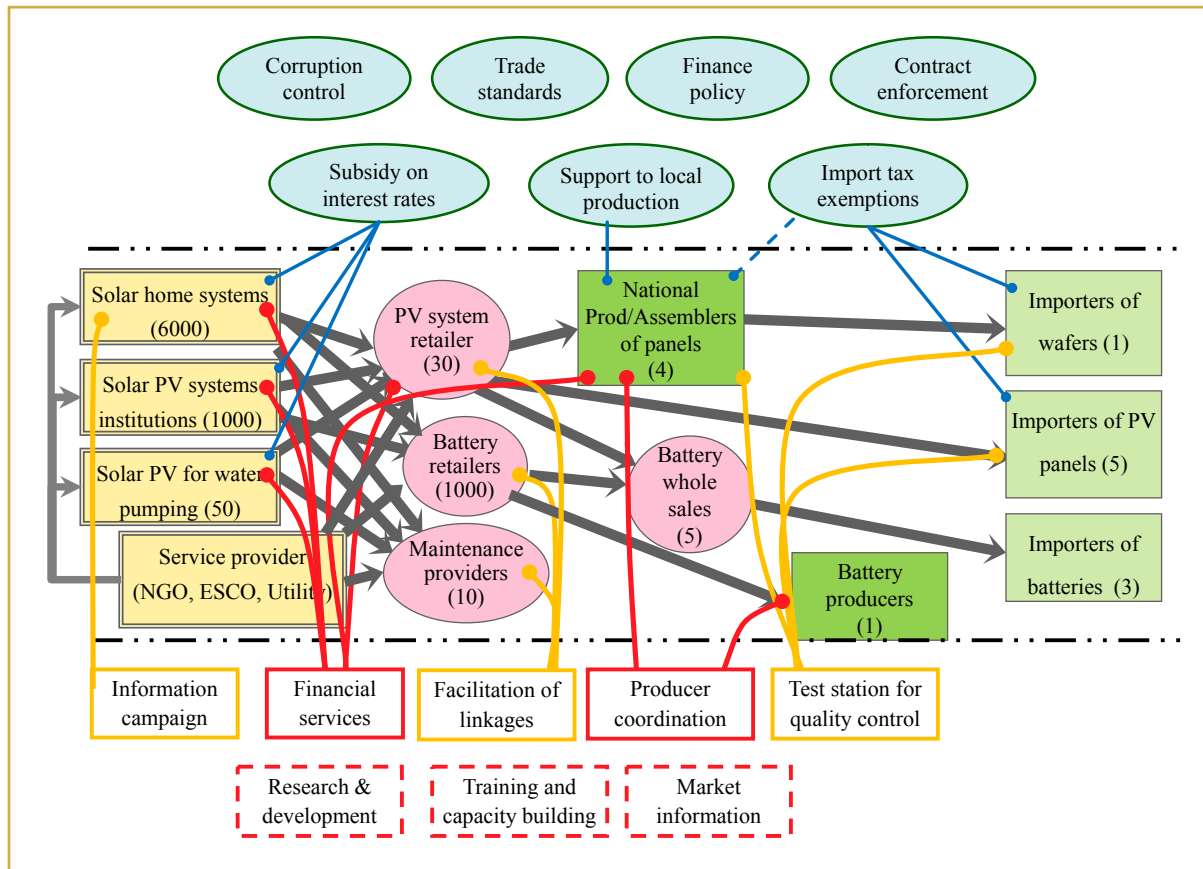 Corruption
control
Trade
standards
Finance
policy
Contract
enforcement
Subsidy on
interest rates
Support to local
production
Import tax
exemptions
Solar home systems
(6000)
Solar PV systems
institutions (1000)
Solar PV for water
pumping (50)
Service provider
(NGO, ESCO, Utility)
PV system
retailer
(30)
Battery
retailers
(1000)
Maintenance
providers
(10)
National
Prod/Assemblers
of panels
(4)
Battery
whole
sales
(5)
Battery
producers
(1)
Importers of
wafers (1)
Importers of PV
panels (5)
Importers of
batteries (3)
Information
campaign
Financial
services
Facilitation of
linkages
Producer
coordination
Test station for
quality control
Research &
development
Training and
capacity building
Market
information